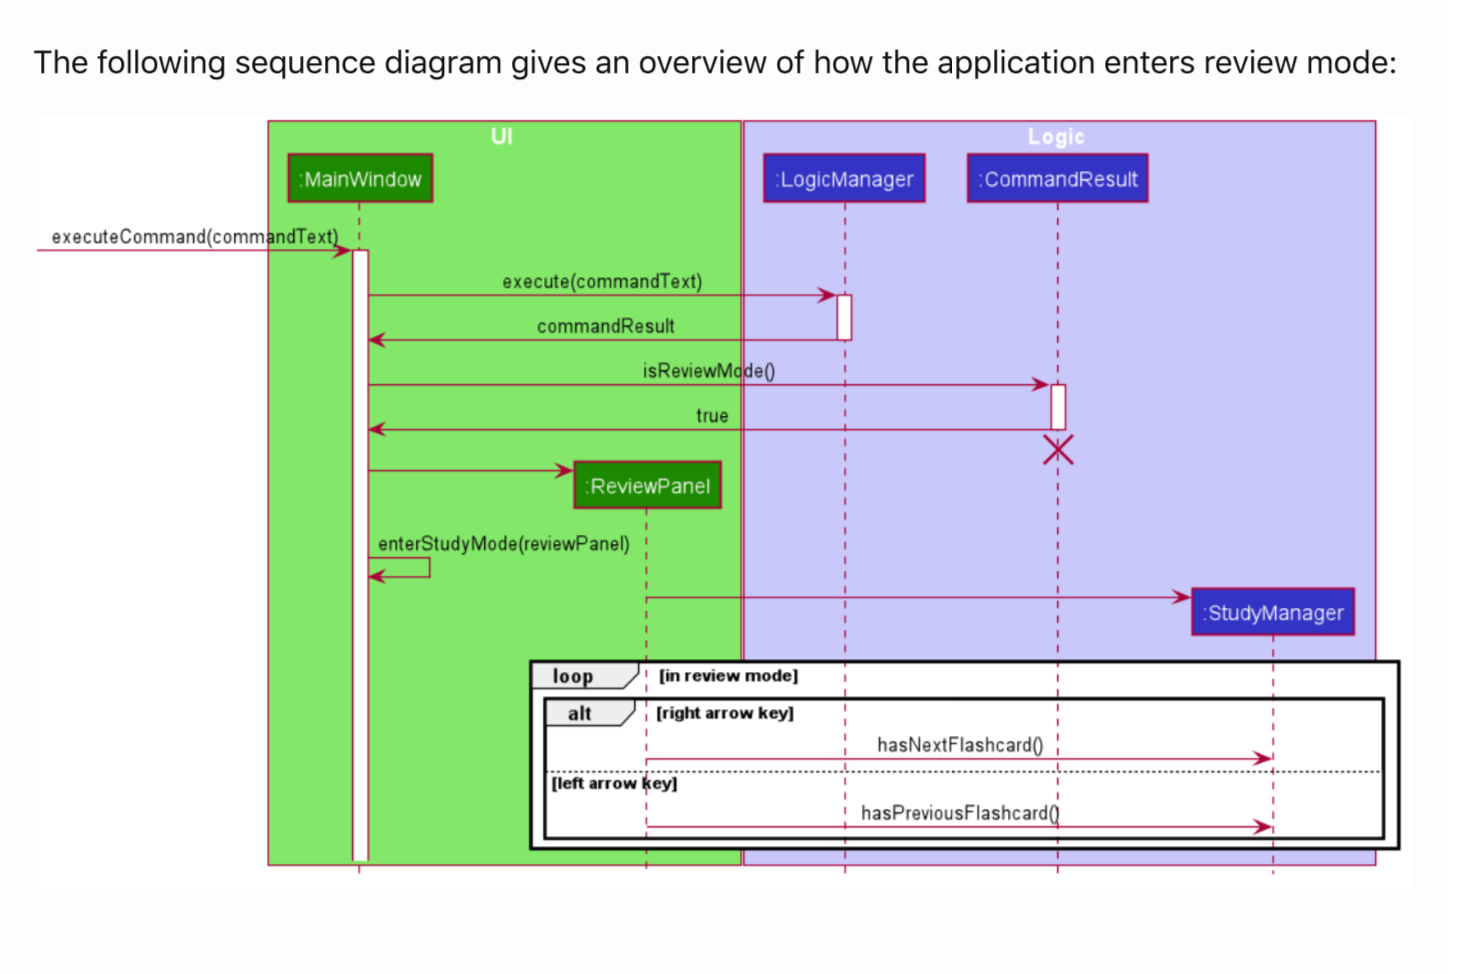 The following sequence diagram gives an overview of how the application enters review mode:
UI
Logic
:MainWindow
:LogicManager
:CommandResult
executeCommand(commandText)
execute(commandText)
commandResult
isReviewMode()
true
:ReviewPanel
enterStudyMode(reviewPanel)
:StudyManager
loop
[in review mode]
alt
[right arrow key]
hasNextFlashcard()
[left arrow key]
hasPreviousFlashcard()